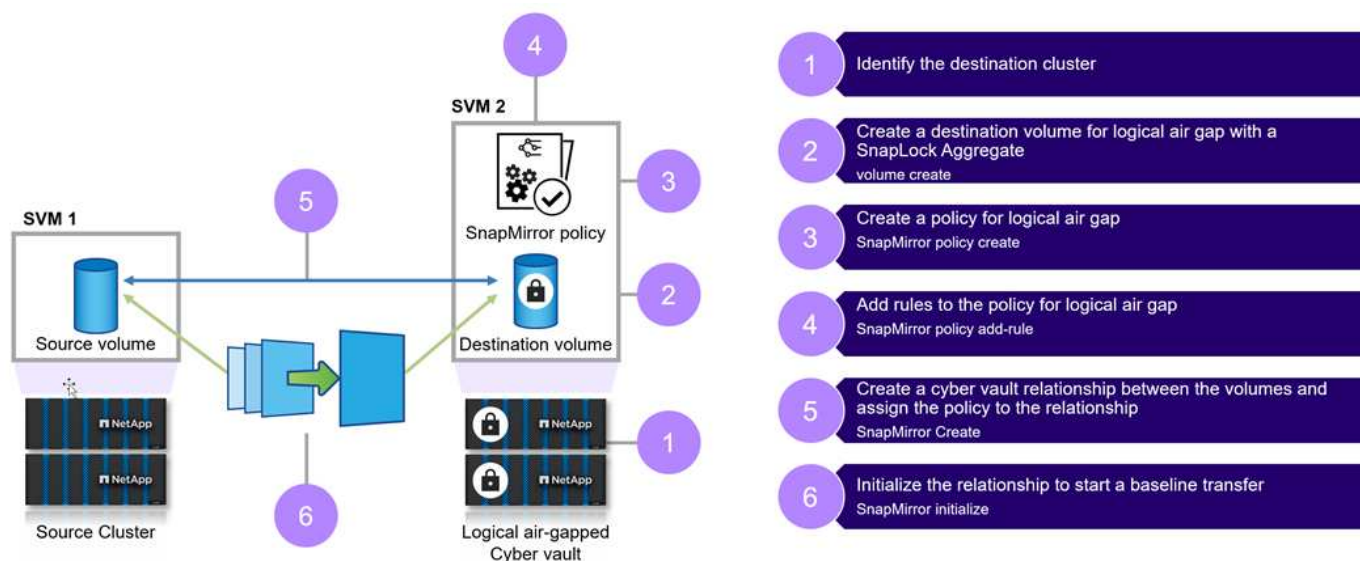 4
SVM 2
3
SnapMirror policy
5
SVM 1
2
Source volume
Destination volume
NetApp
NetApp
NetApp
NetApp
1
6
Source Cluster
Logical air-gapped
Cyber vault
1
Identify the destination cluster
2
Create a destination volume for logical air gap with a
SnapLock Aggregate
volume create
3
Create a policy for logical air gap
SnapMirror policy create
4
Add rules to the policy for logical air gap
SnapMirror policy add-rule
5
Create a cyber vault relationship between the volumes and
assign the policy to the relationship
SnapMirror Create
6
Initialize the relationship to start a baseline transfer
SnapMirror initialize